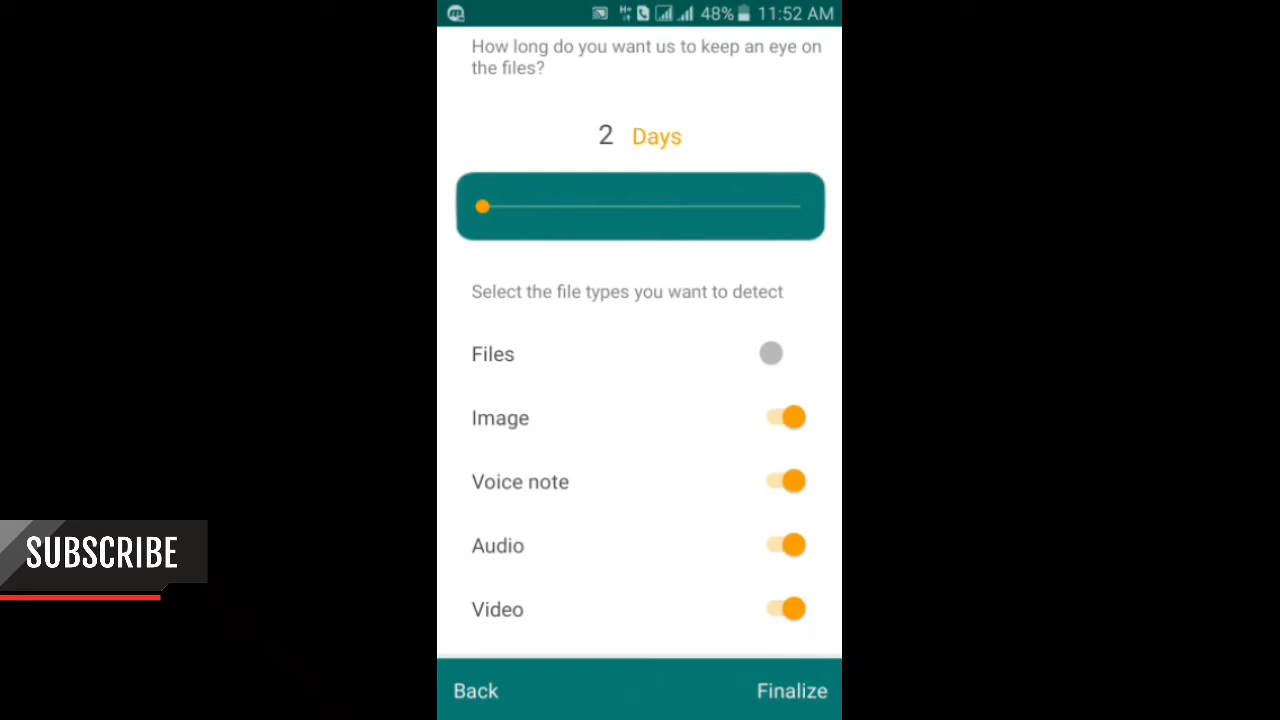 48% 11:52 AM
How long do you want us to keep an eye on
the files?
2 Days
Select the file types you want to detect
Files
Image
Voice note
Audio
Video
SUBSCRIBE
Back Finalize